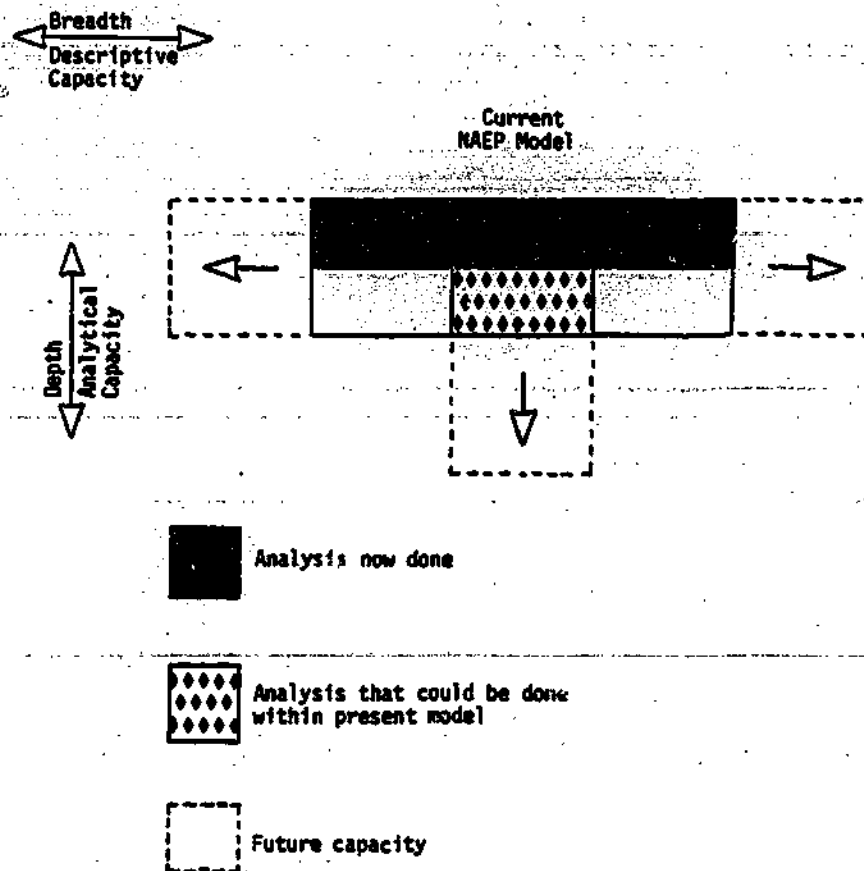 Breadth
Descriptive
Capacity
Current
NAEP Model
Depth
Analytical
Capacity
Analysis now done
Analysis that could be done
within present model
Future capacity